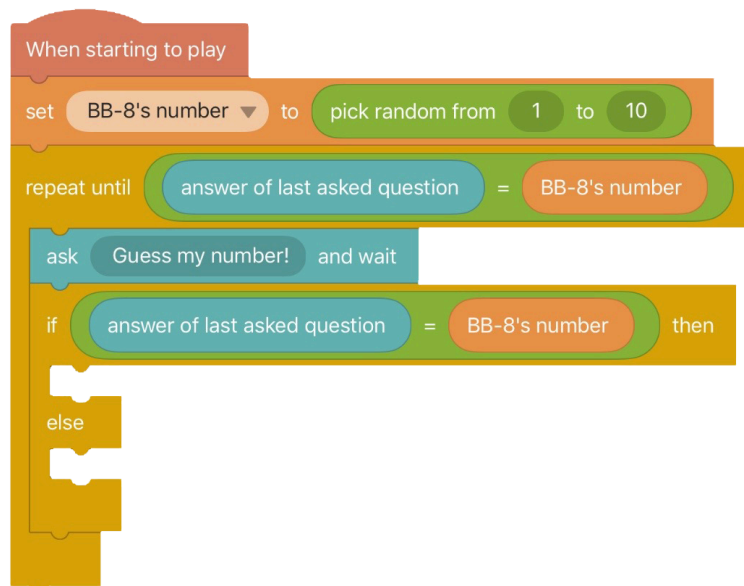 When starting to play
set BB-8's number to pick random from 1 to 10
repeat until answer of last asked question = BB-8's number
ask Guess my number! and wait
if answer of last asked question = BB-8's number then
else